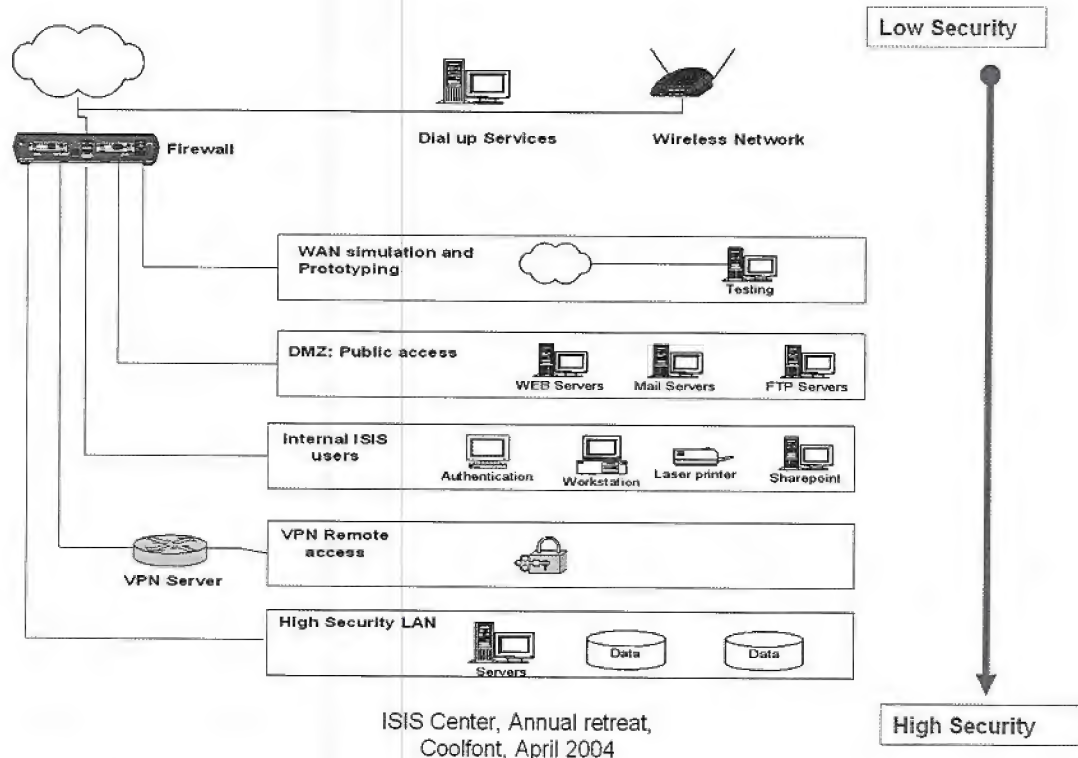 Low Security
Dial up Services
Wireless Network
Firewall
WAN simulation and
Prototyping
Testing
DMZ: Public access
WEB Servers
Mail Servers
FTP Servers
Internal ISIS
users
Authentication
Workstation
Laser printer
Sharepoint
VPN Remote
access
VPN Server
High Security LAN
Servers
Data
Data
ISIS Center, Annual retreat,
Coolfont, April 2004
High Security